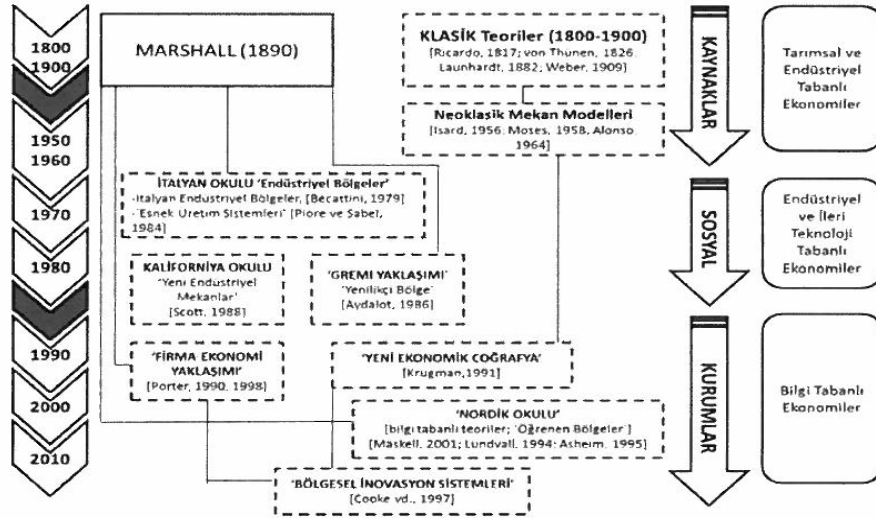 1800
1900
1950
1960
1970
1980
1990
2000
2010
MARSHALL (1890)
KLASİK Teoriler (1800-1900)
[Ricardo, 1817; von Thünen, 1826
Launhardt, 1882; Weber, 1909]
Neoklasik Mekan Modelleri
[Isard, 1956, Moses, 1958, Alonso,
1964]
İTALYAN OKULU 'Endüstriyel Bölgeler'
-İtalyan Endüstriyel Bölgeler, [Becattini, 1979]
-'Esnek Üretim Sistemleri' [Piore ve Sabel,
1984]
KALİFORNİYA OKULU
'Yeni Endüstriyel
Mekanlar'
[Scott, 1988]
'GREMI YAKLAŞIMI'
'Yenilikçi Bölge'
[Aydalot, 1986]
'FİRMA EKONOMİ
YAKLAŞIMI'
[Porter, 1990, 1998]
'YENİ EKONOMİK COĞRAFYA'
[Krugman,1991]
'NORDİK OKULU'
[bilgi tabanlı teoriler; 'Öğrenen Bölgeler']
[Maskell, 2001; Lundvall, 1994; Asheim, 1995]
'BÖLGESEL İNOVASYON SİSTEMLERİ'
[Cooke vd., 1997]
KAYNAKLAR
SOSYAL
KURUMLAR
Tarımsal ve
Endüstriyel
Tabanlı
Ekonomiler
Endüstriyel
ve İleri
Teknoloji
Tabanlı
Ekonomiler
Bilgi Tabanlı
Ekonomiler